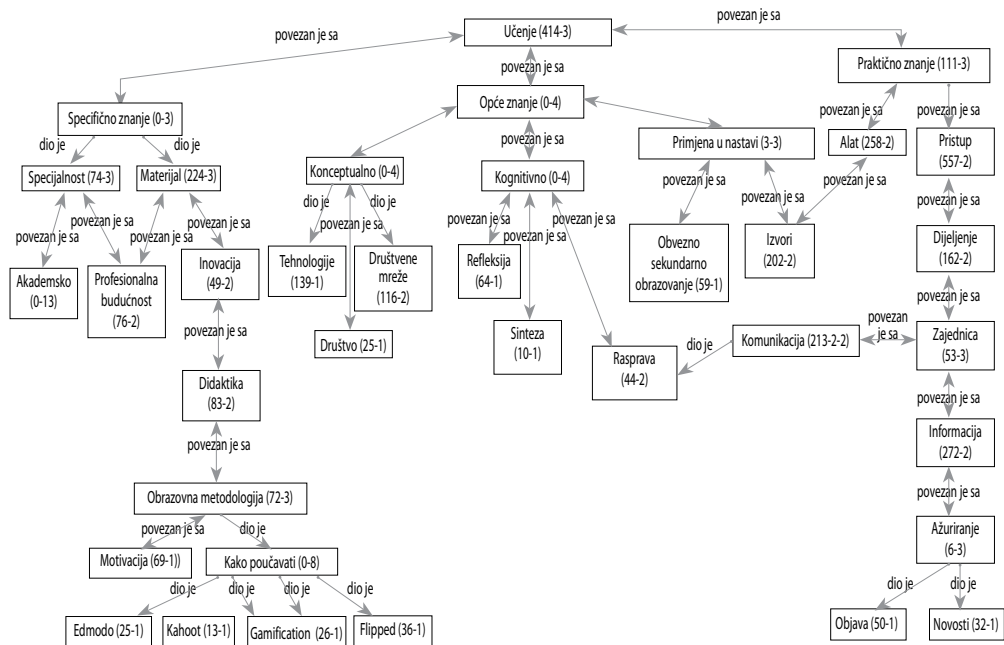 Učenje (414-3)
povezan je sa
povezan je sa
povezan je sa
Praktično znanje (111-3)
Specifično znanje (0-3)
Opće znanje (0-4)
dio je
dio je
povezan je sa
povezan je sa
povezan je sa
Specijalnost (74-3)
Materijal (224-3)
Konceptualno (0-4)
Kognitivno (0-4)
Primjena u nastavi (3-3)
Alat (258-2)
Pristup
(557-2)
povezan je sa
povezan je sa
povezan je sa
dio je
povezan je sa
dio je
povezan je sa
povezan je sa
povezan je sa
povezan je sa
povezan je sa
Akademsko
(0-13)
Profesionalna
budućnost
(76-2)
Inovacija
(49-2)
Tehnologije
(139-1)
Društvene
mreže
(116-2)
Refleksija
(64-1)
Obvezno
sekundarno
obrazovanje (59-1)
Izvori
(202-2)
Dijeljenje
(162-2)
povezan je sa
povezan je sa
povezan je sa
Društvo (25-1)
Sinteza
(10-1)
Rasprava
(44-2)
dio je
Komunikacija (213-2-2)
povezan
je sa
Zajednica
(53-3)
Didaktika
(83-2)
povezan je sa
povezan je sa
Informacija
(272-2)
povezan je sa
Obrazovna metodologija (72-3)
povezan je sa
dio je
Ažuriranje
(6-3)
Motivacija (69-1))
Kako poučavati (0-8)
dio je
dio je
dio je
dio je
dio je
dio je
Edmodo (25-1)
Kahoot (13-1)
Gamification (26-1)
Flipped (36-1)
Objava (50-1)
Novosti (32-1)